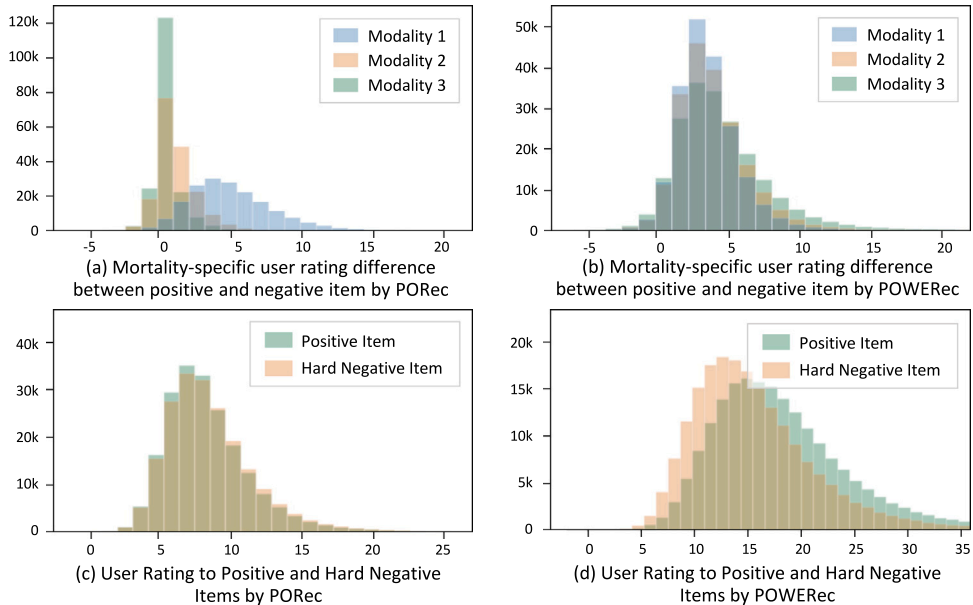 120k
100k
80k
60k
40k
20k
0
-5
0
5
10
15
20
Modality 1
Modality 2
Modality 3
(a) Mortality-specific user rating difference
between positive and negative item by PORec
50k
40k
30k
20k
10k
0
-5
0
5
10
15
20
Modality 1
Modality 2
Modality 3
(b) Mortality-specific user rating difference
between positive and negative item by POWERec
40k
30k
20k
10k
0
0
5
10
15
20
25
Positive Item
Hard Negative Item
(c) User Rating to Positive and Hard Negative
Items by PORec
20k
15k
10k
5k
0
0
5
10
15
20
25
30
35
Positive Item
Hard Negative Item
(d) User Rating to Positive and Hard Negative
Items by POWERec